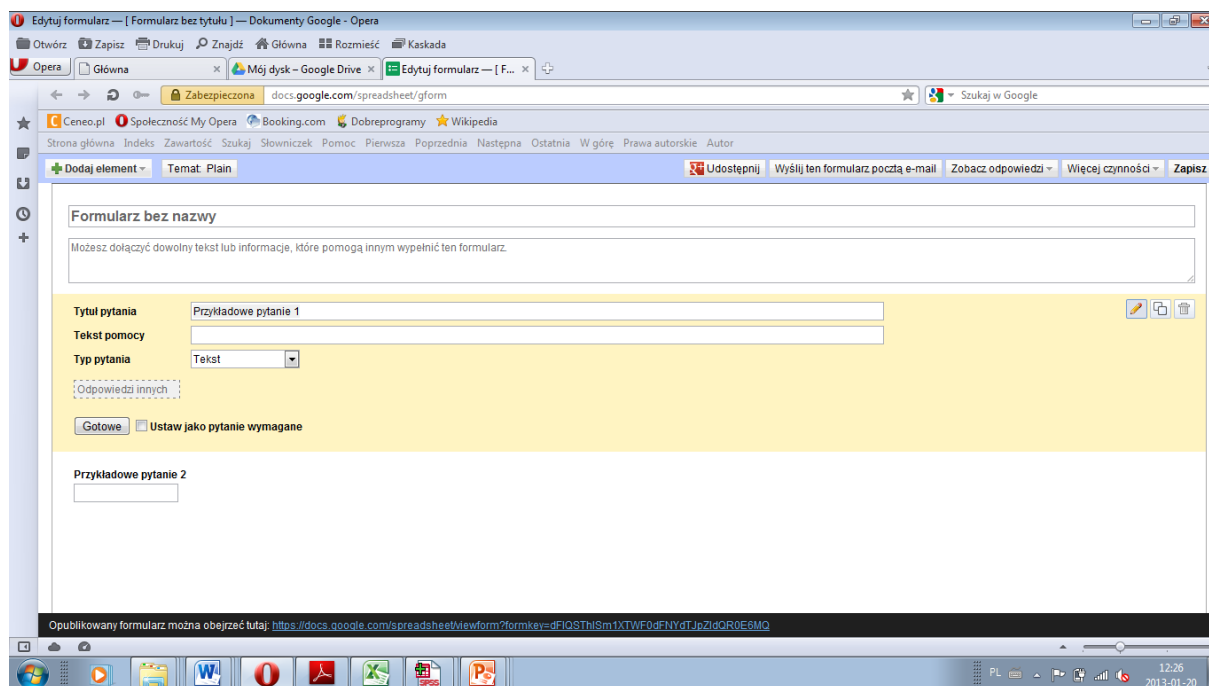 Edytuj formularz — [ Formularz bez tytułu ] — Dokumenty Google - Opera
Otwórz Zapisz Drukuj Znajdź Główna Rozmieść Kaskada
Opera Główna Mój dysk – Google Drive Edytuj formularz — [ F...
Zabezpieczona docs.google.com/spreadsheet/gform Szukaj w Google
Ceneo.pl Społeczność My Opera Booking.com Dobreprogramy Wikipedia
Strona główna Indeks Zawartość Szukaj Słowniczek Pomoc Pierwsza Poprzednia Następna Ostatnia W górę Prawa autorskie Autor
Dodaj element Temat: Plain Udostępnij Wyślij ten formularz pocztą e-mail Zobacz odpowiedzi Więcej czynności Zapisz
Formularz bez nazwy
Możesz dołączyć dowolny tekst lub informacje, które pomogą innym wypełnić ten formularz.
Tytuł pytania Przykładowe pytanie 1
Tekst pomocy
Typ pytania Tekst
Odpowiedzi innych
Gotowe Ustaw jako pytanie wymagane
Przykładowe pytanie 2
Opublikowany formularz można obejrzeć tutaj: https://docs.google.com/spreadsheet/viewform?
PL 12:26
2013-01-20